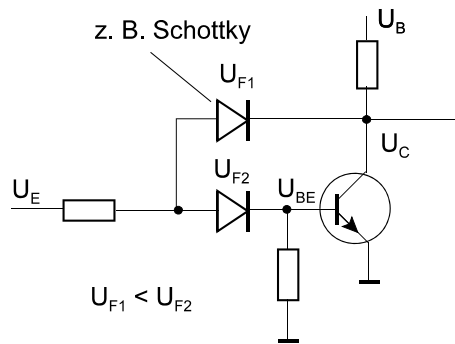 z. B. Schottky
U_B
U_F1
U_C
U_F2
U_E
U_BE
U_F1 < U_F2